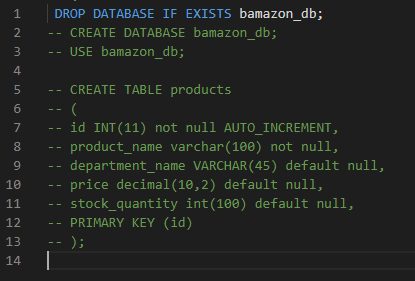 1 DROP DATABASE IF EXISTS bamazon_db;
2 -- CREATE DATABASE bamazon_db;
3 -- USE bamazon_db;
4
5 -- CREATE TABLE products
6 -- (
7 -- id INT(11) not null AUTO_INCREMENT,
8 -- product_name varchar(100) not null,
9 -- department_name VARCHAR(45) default null,
10 -- price decimal(10,2) default null,
11 -- stock_quantity int(100) default null,
12 -- PRIMARY KEY (id)
13 -- );
14